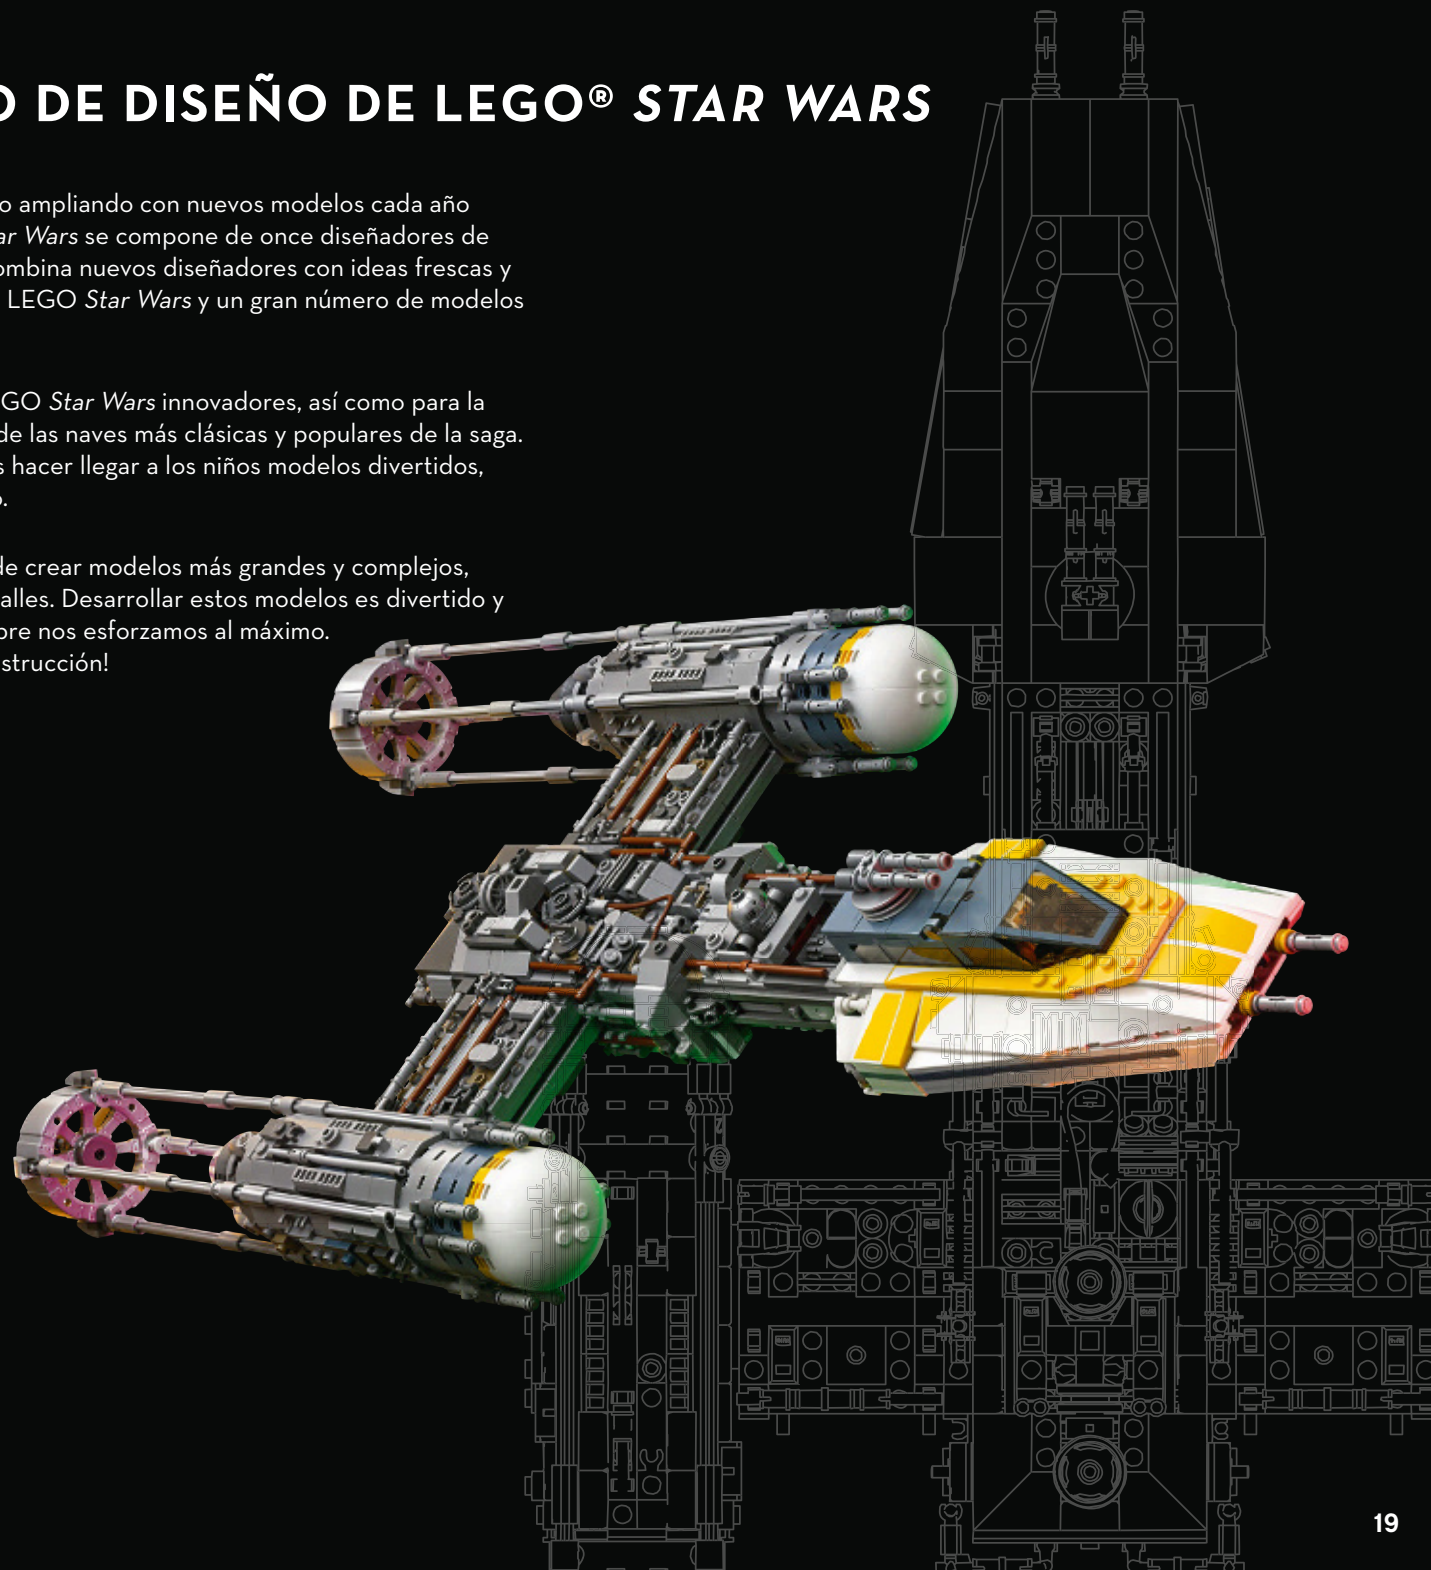 O DE DISEÑO DE LEGO® STAR WARS
o ampliando con nuevos modelos cada año
ar Wars se compone de once diseñadores de
ombina nuevos diseñadores con ideas frescas y
LEGO Star Wars y un gran número de modelos
GO Star Wars innovadores, así como para la
de las naves más clásicas y populares de la saga.
s hacer llegar a los niños modelos divertidos,
o.
de crear modelos más grandes y complejos,
alles. Desarrollar estos modelos es divertido y
bre nos esforzamos al máximo.
strucción!
19